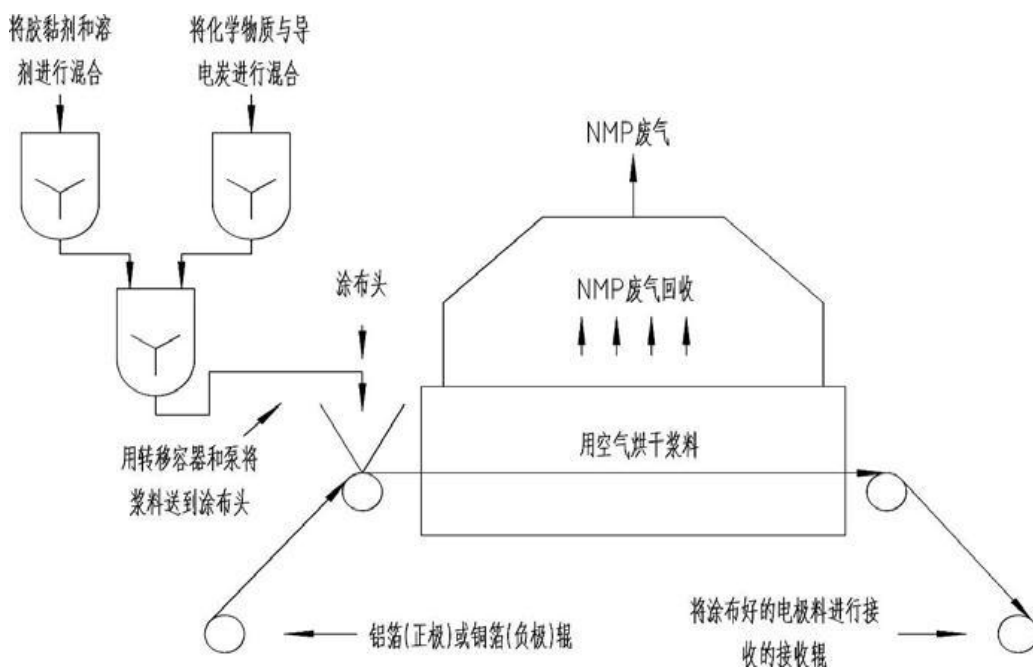 将胶黏剂和溶
剂进行混合
将化学物质与导
电炭进行混合
NMP废气
涂布头
NMP废气回收
用空气烘干浆料
用转移容器和泵将
浆料送到涂布头
铝箔(正极)或铜箔(负极)辊
将涂布好的电极料进行接
收的接收辊